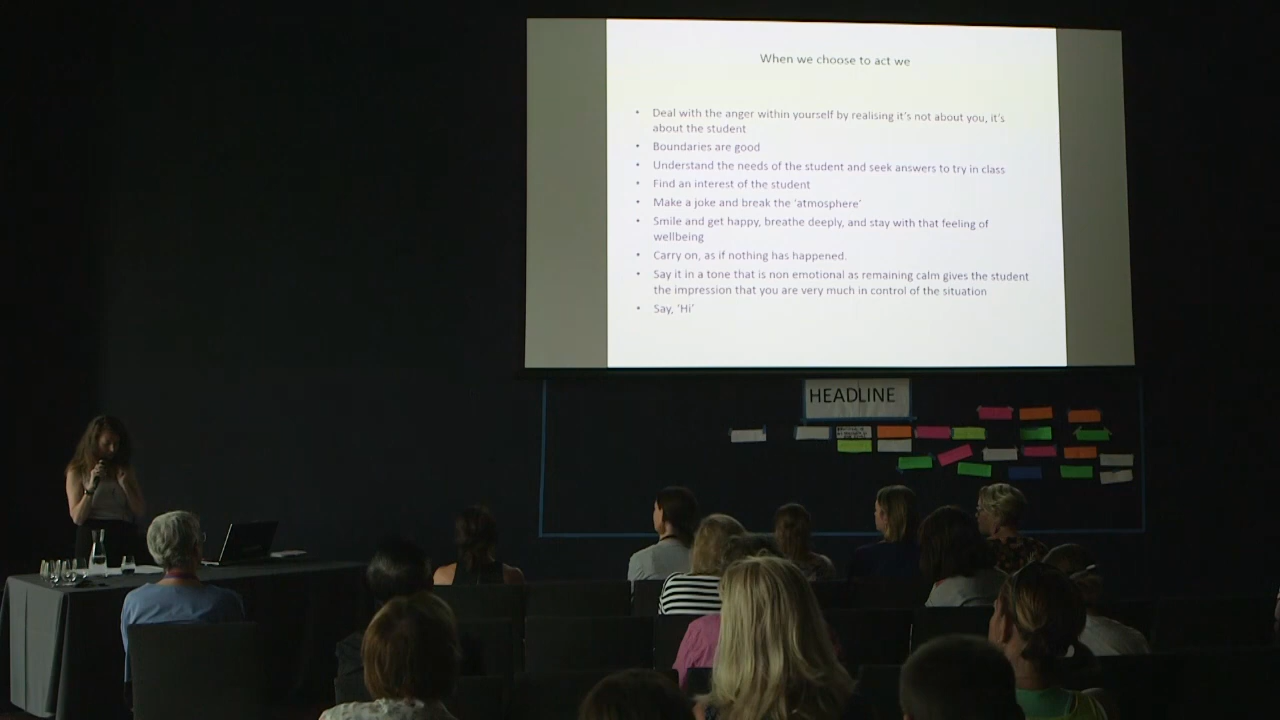 When we choose to act we
• Deal with the anger within yourself by realising it's not about you, it's
about the student
• Boundaries are good
• Understand the needs of the student and seek answers to try in class
• Find an interest of the student
• Make a joke and break the 'atmosphere'
• Smile and get happy, breathe deeply, and stay with that feeling of
wellbeing
• Carry on, as if nothing has happened.
• Say it in a tone that is non emotional as remaining calm gives the student
the impression that you are very much in control of the situation
• Say, 'Hi'
HEADLINE